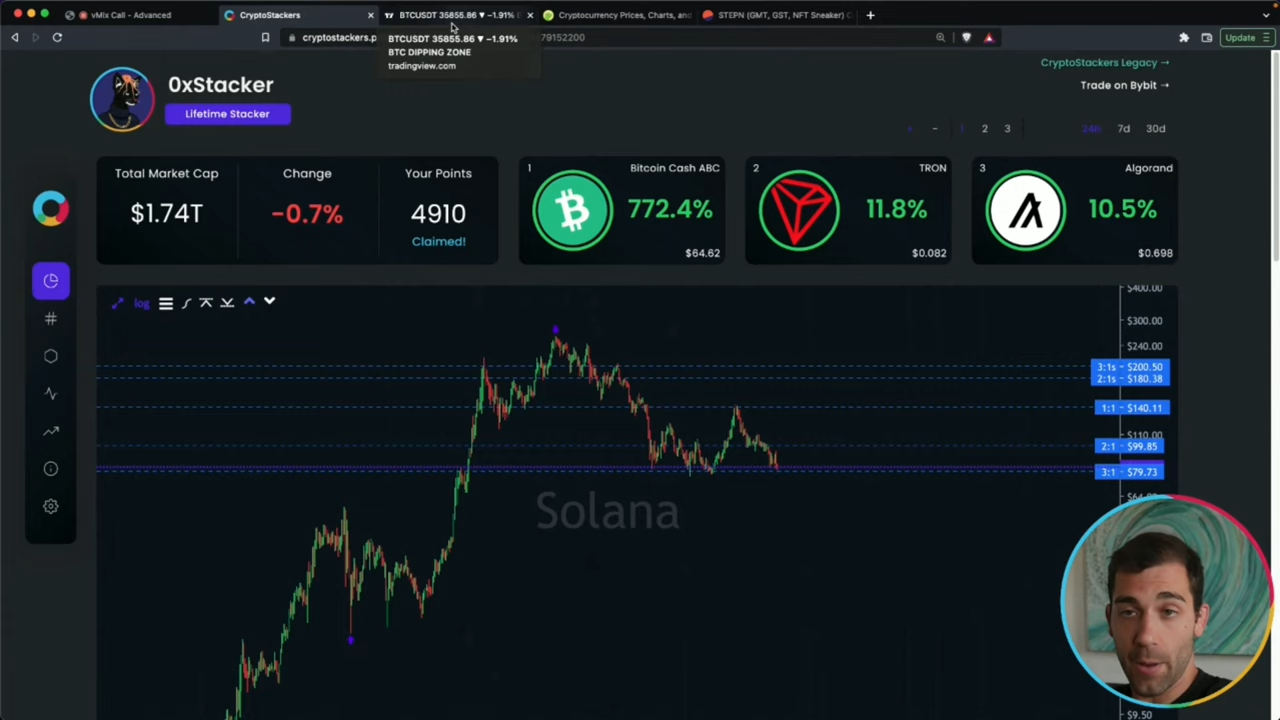 vMix Call - Advanced
CryptoStackers
BTCUSDT 35855.86 ▼ −1.91%
Cryptocurrency Prices, Charts, an
STEPN (GMT, GST, NFT Sneaker)
cryptostackers.p
79152200
Update
BTCUSDT 35855.86 ▼ −1.91%
BTC DIPPING ZONE
tradingview.com
0xStacker
Lifetime Stacker
CryptoStackers Legacy →
Trade on Bybit →
« - 1 2 3
24h 7d 30d
Total Market Cap
$1.74T
Change
-0.7%
Your Points
4910
Claimed!
1
Bitcoin Cash ABC
772.4%
$64.62
2
TRON
11.8%
$0.082
3
Algorand
10.5%
$0.698
log
$400.00
$300.00
$240.00
3:1s - $200.50
2:1s - $180.38
1:1 - $140.11
$110.00
2:1 - $99.85
3:1 - $79.73
Solana
$9.50